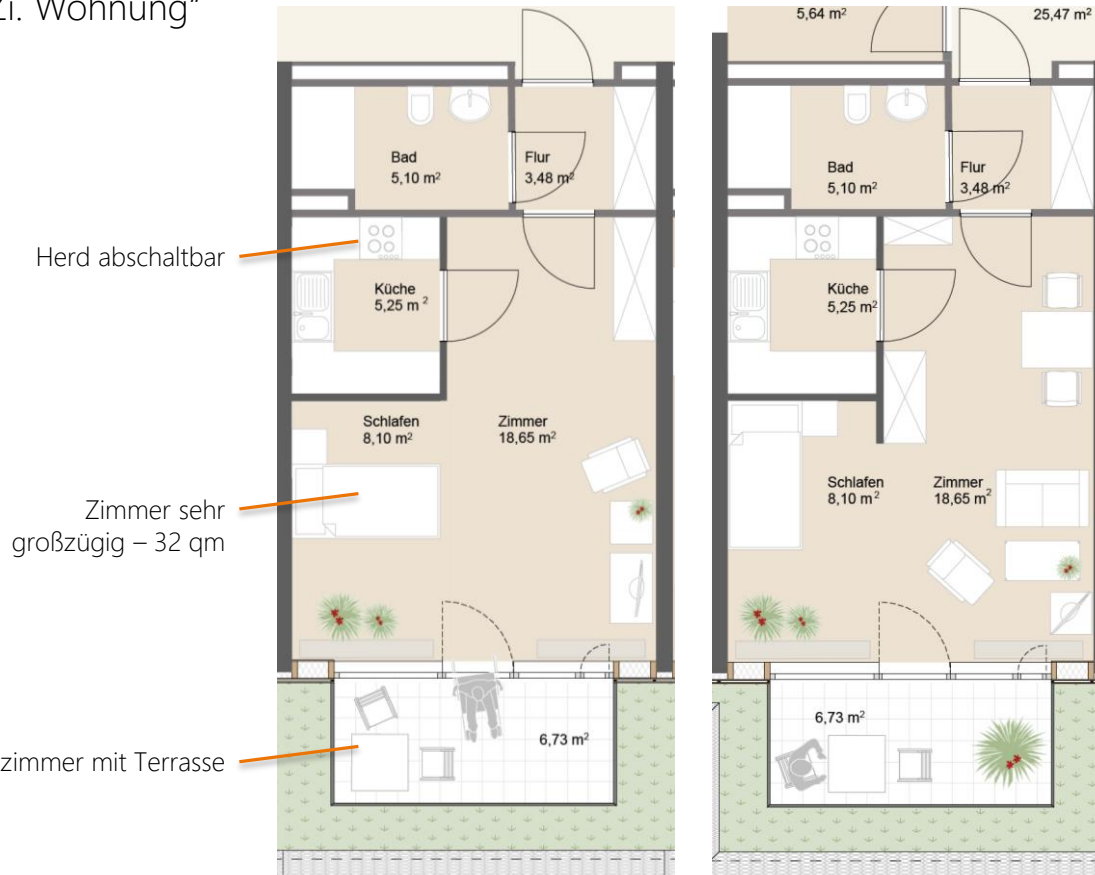 Zi. Wohnung"
Herd abschaltbar
Zimmer sehr
großzügig – 32 qm
zimmer mit Terrasse
Bad
5,10 m²
Flur
3,48 m²
Küche
5,25 m²
Schlafen
8,10 m²
Zimmer
18,65 m²
6,73 m²
5,64 m²
25,47 m²
Bad
5,10 m²
Flur
3,48 m²
Küche
5,25 m²
Schlafen
8,10 m²
Zimmer
18,65 m²
6,73 m²